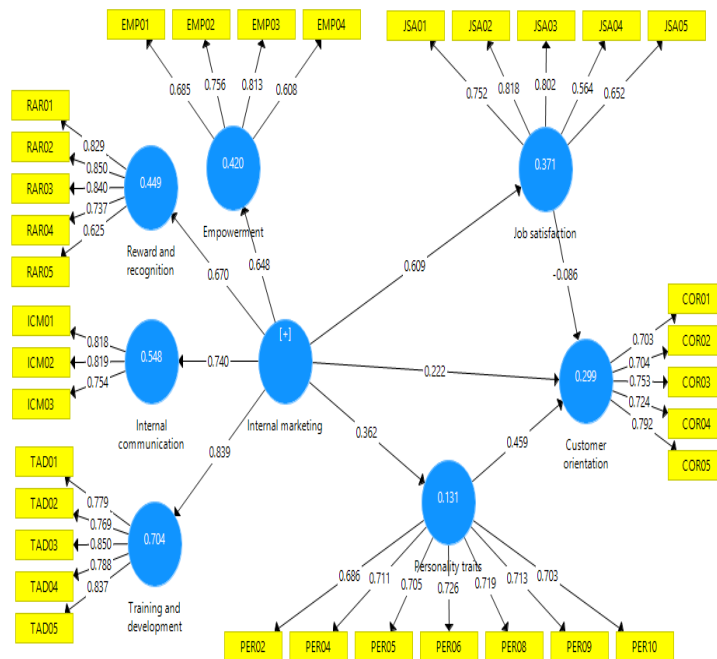 EMP01 EMP02 EMP03 EMP04
JSA01 JSA02 JSA03 JSA04 JSA05
0.685 0.756 0.813 0.608
0.752 0.818 0.802 0.564 0.652
RAR01
RAR02
RAR03
RAR04
RAR05
0.829
0.850
0.840
0.737
0.625
0.449
Reward and
recognition
0.420
Empowerment
0.371
Job satisfaction
0.670
0.648
0.609
-0.086
ICM01
ICM02
ICM03
0.818
0.819
0.754
0.548
Internal
communication
0.740
[+]
Internal marketing
0.222
0.299
Customer
orientation
COR01
COR02
COR03
COR04
COR05
0.703
0.704
0.753
0.724
0.792
0.839
0.362
0.459
TAD01
TAD02
TAD03
TAD04
TAD05
0.779
0.769
0.850
0.788
0.837
0.704
Training and
development
0.131
Personality traits
0.686 0.711 0.705 0.726 0.719 0.713 0.703
PER02 PER04 PER05 PER06 PER08 PER09 PER10